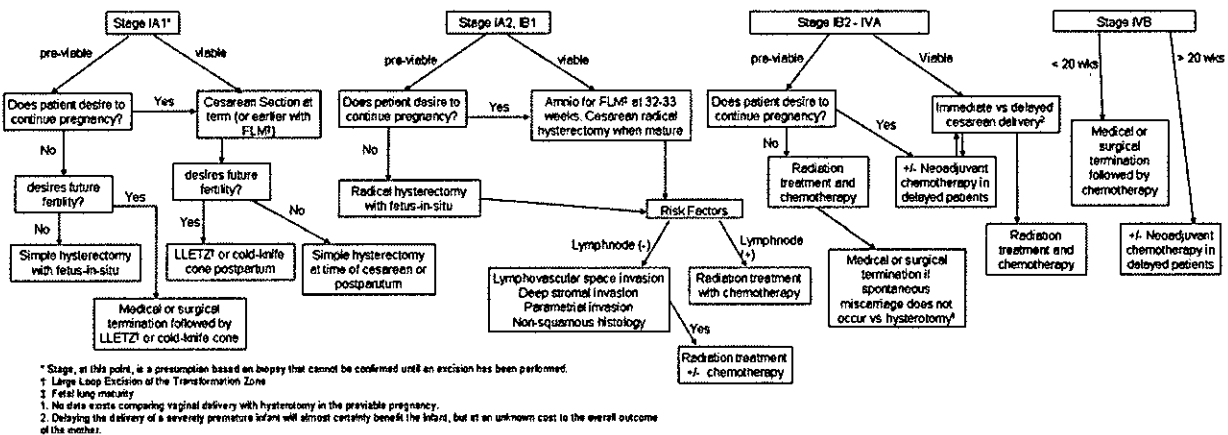 Stage IA1*
pre-viable
viable
Does patient desire to
continue pregnancy?
Yes
Cesarean Section at
term (or earlier with
FLM‡)
No
desires future
fertility?
Yes
No
Simple hysterectomy
with fetus-in-situ
Medical or surgical
termination followed by
LLETZ† or cold-knife cone
desires future
fertility?
Yes
No
LLETZ† or cold-knife
cone postpartum
Simple hysterectomy
at time of cesarean or
postparutum
Stage IA2, IB1
pre-viable
viable
Does patient desire to
continue pregnancy?
Yes
Amnio for FLM‡ at 32-33
weeks. Cesarean radical
hysterectomy when mature
No
Radical hysterectomy
with fetus-in-situ
Risk Factors
Lymphnode (-)
Lymphnode
(+)
Lymphovascular space invasion
Deep stromal invasion
Parametrial invasion
Non-squamous histology
Radiation treatment
with chemotherapy
Yes
Radiation treatment
+/- chemotherapy
Stage IB2 - IVA
pre-viable
Viable
Does patient desire to
continue pregnancy?
Yes
Immediate vs delayed
cesarean delivery²
No
Radiation
treatment and
chemotherapy
+/- Neoadjuvant
chemotherapy in
delayed patients
Medical or surgical
termination if
spontaneous
miscarriage does not
occur vs hysterotomy¹
Radiation
treatment and
chemotherapy
Stage IVB
< 20 wks
> 20 wks
Medical or
surgical
termination
followed by
chemotherapy
+/- Neoadjuvant
chemotherapy in
delayed patients
* Stage, at this point, is a presumption based on biopsy that cannot be confirmed until an excision has been performed.
† Large Loop Excision of the Transformation Zone
‡ Fetal lung maturity
1. No data exists comparing vaginal delivery with hysterotomy in the previable pregnancy.
2. Delaying the delivery of a severely premature infant will almost certainly benefit the infant, but at an unknown cost to the overall outcome
of the mother.